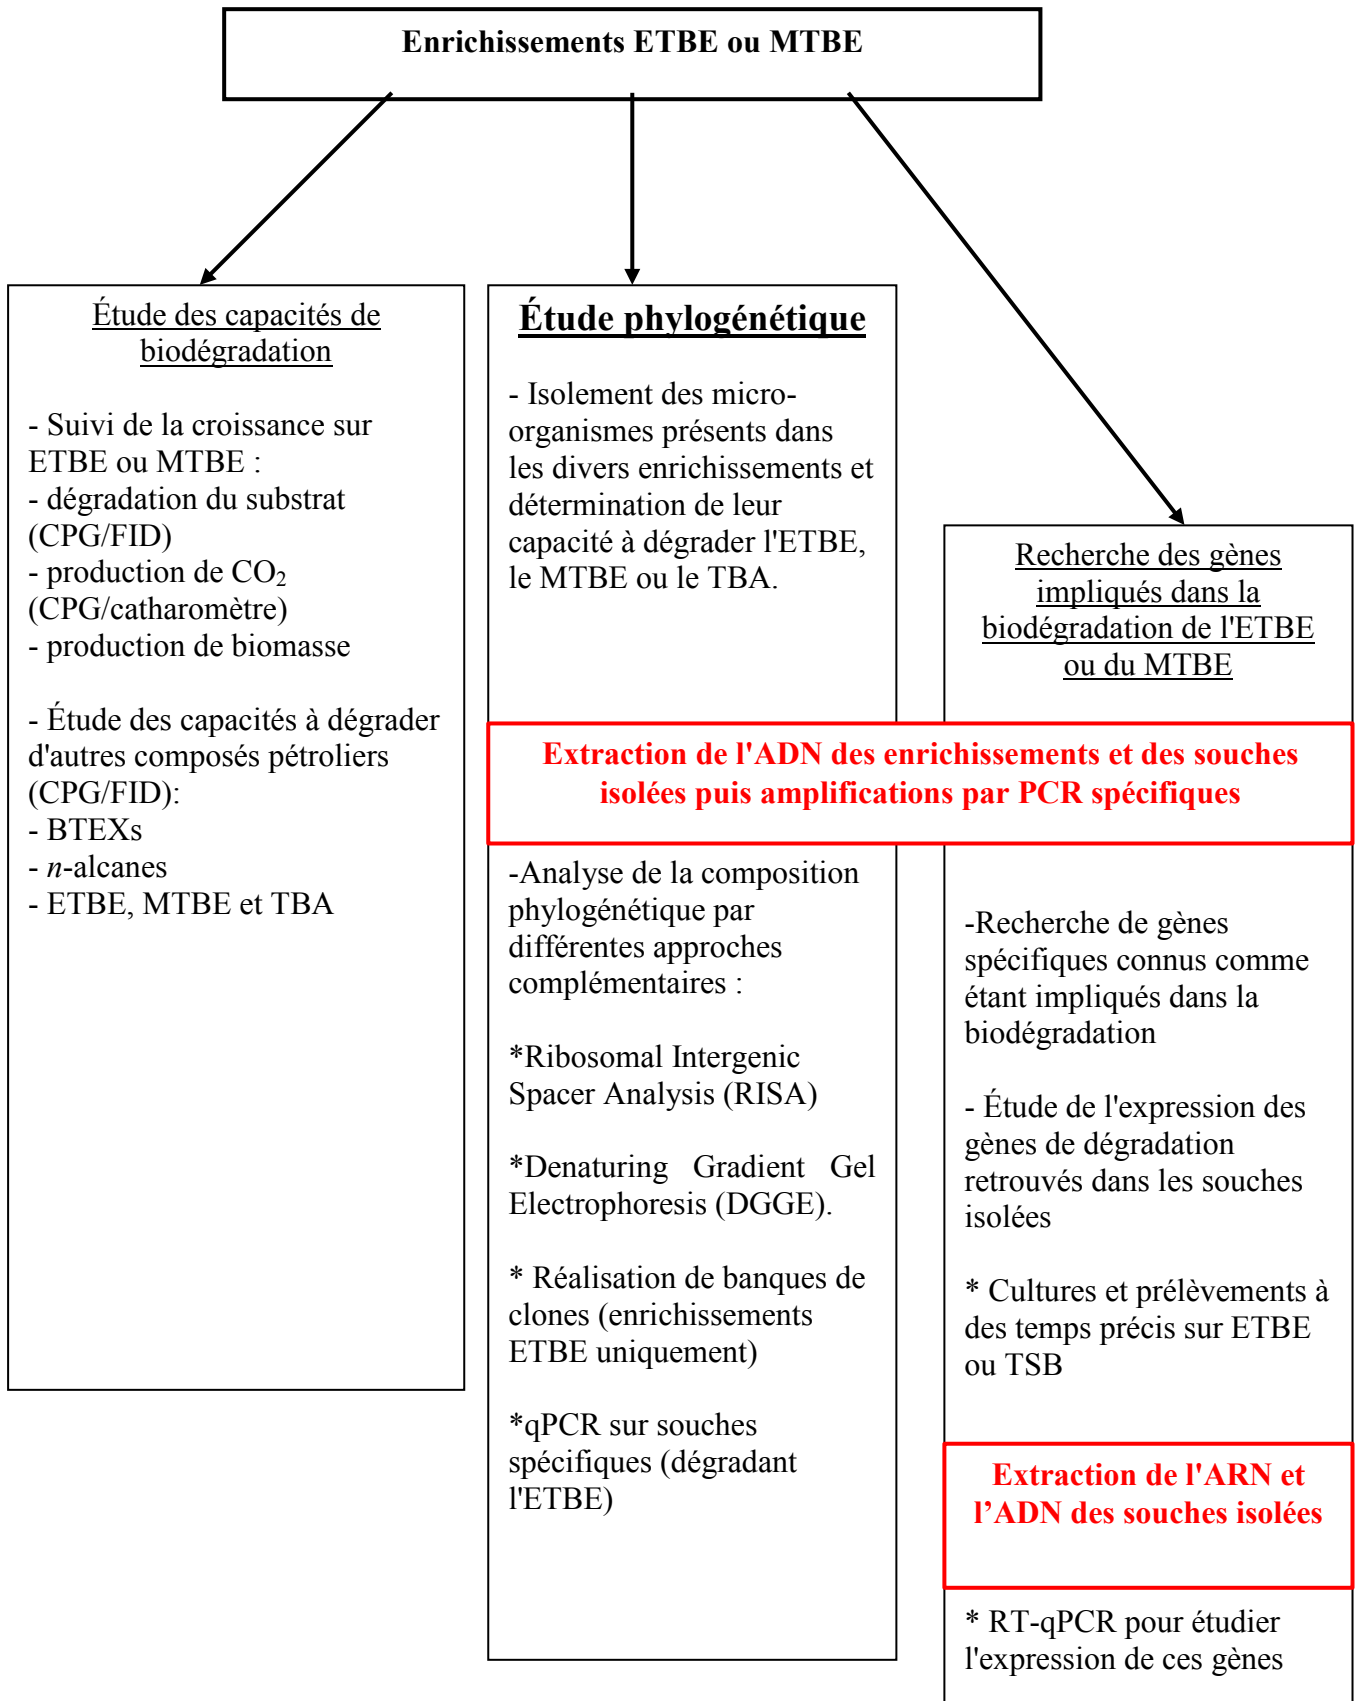 Enrichissements ETBE ou MTBE
Étude des capacités de
biodégradation
- Suivi de la croissance sur
ETBE ou MTBE :
- dégradation du substrat
(CPG/FID)
- production de CO₂
(CPG/catharomètre)
- production de biomasse
- Étude des capacités à dégrader
d'autres composés pétroliers
(CPG/FID):
- BTEXs
- n-alcanes
- ETBE, MTBE et TBA
Étude phylogénétique
- Isolement des micro-
organismes présents dans
les divers enrichissements et
détermination de leur
capacité à dégrader l'ETBE,
le MTBE ou le TBA.
Recherche des gènes
impliqués dans la
biodégradation de l'ETBE
ou du MTBE
Extraction de l'ADN des enrichissements et des souches
isolées puis amplifications par PCR spécifiques
-Analyse de la composition
phylogénétique par
différentes approches
complémentaires :
*Ribosomal Intergenic
Spacer Analysis (RISA)
*Denaturing Gradient Gel
Electrophoresis (DGGE).
* Réalisation de banques de
clones (enrichissements
ETBE uniquement)
*qPCR sur souches
spécifiques (dégradant
l'ETBE)
-Recherche de gènes
spécifiques connus comme
étant impliqués dans la
biodégradation
- Étude de l'expression des
gènes de dégradation
retrouvés dans les souches
isolées
* Cultures et prélèvements à
des temps précis sur ETBE
ou TSB
Extraction de l'ARN et
l’ADN des souches isolées
* RT-qPCR pour étudier
l'expression de ces gènes